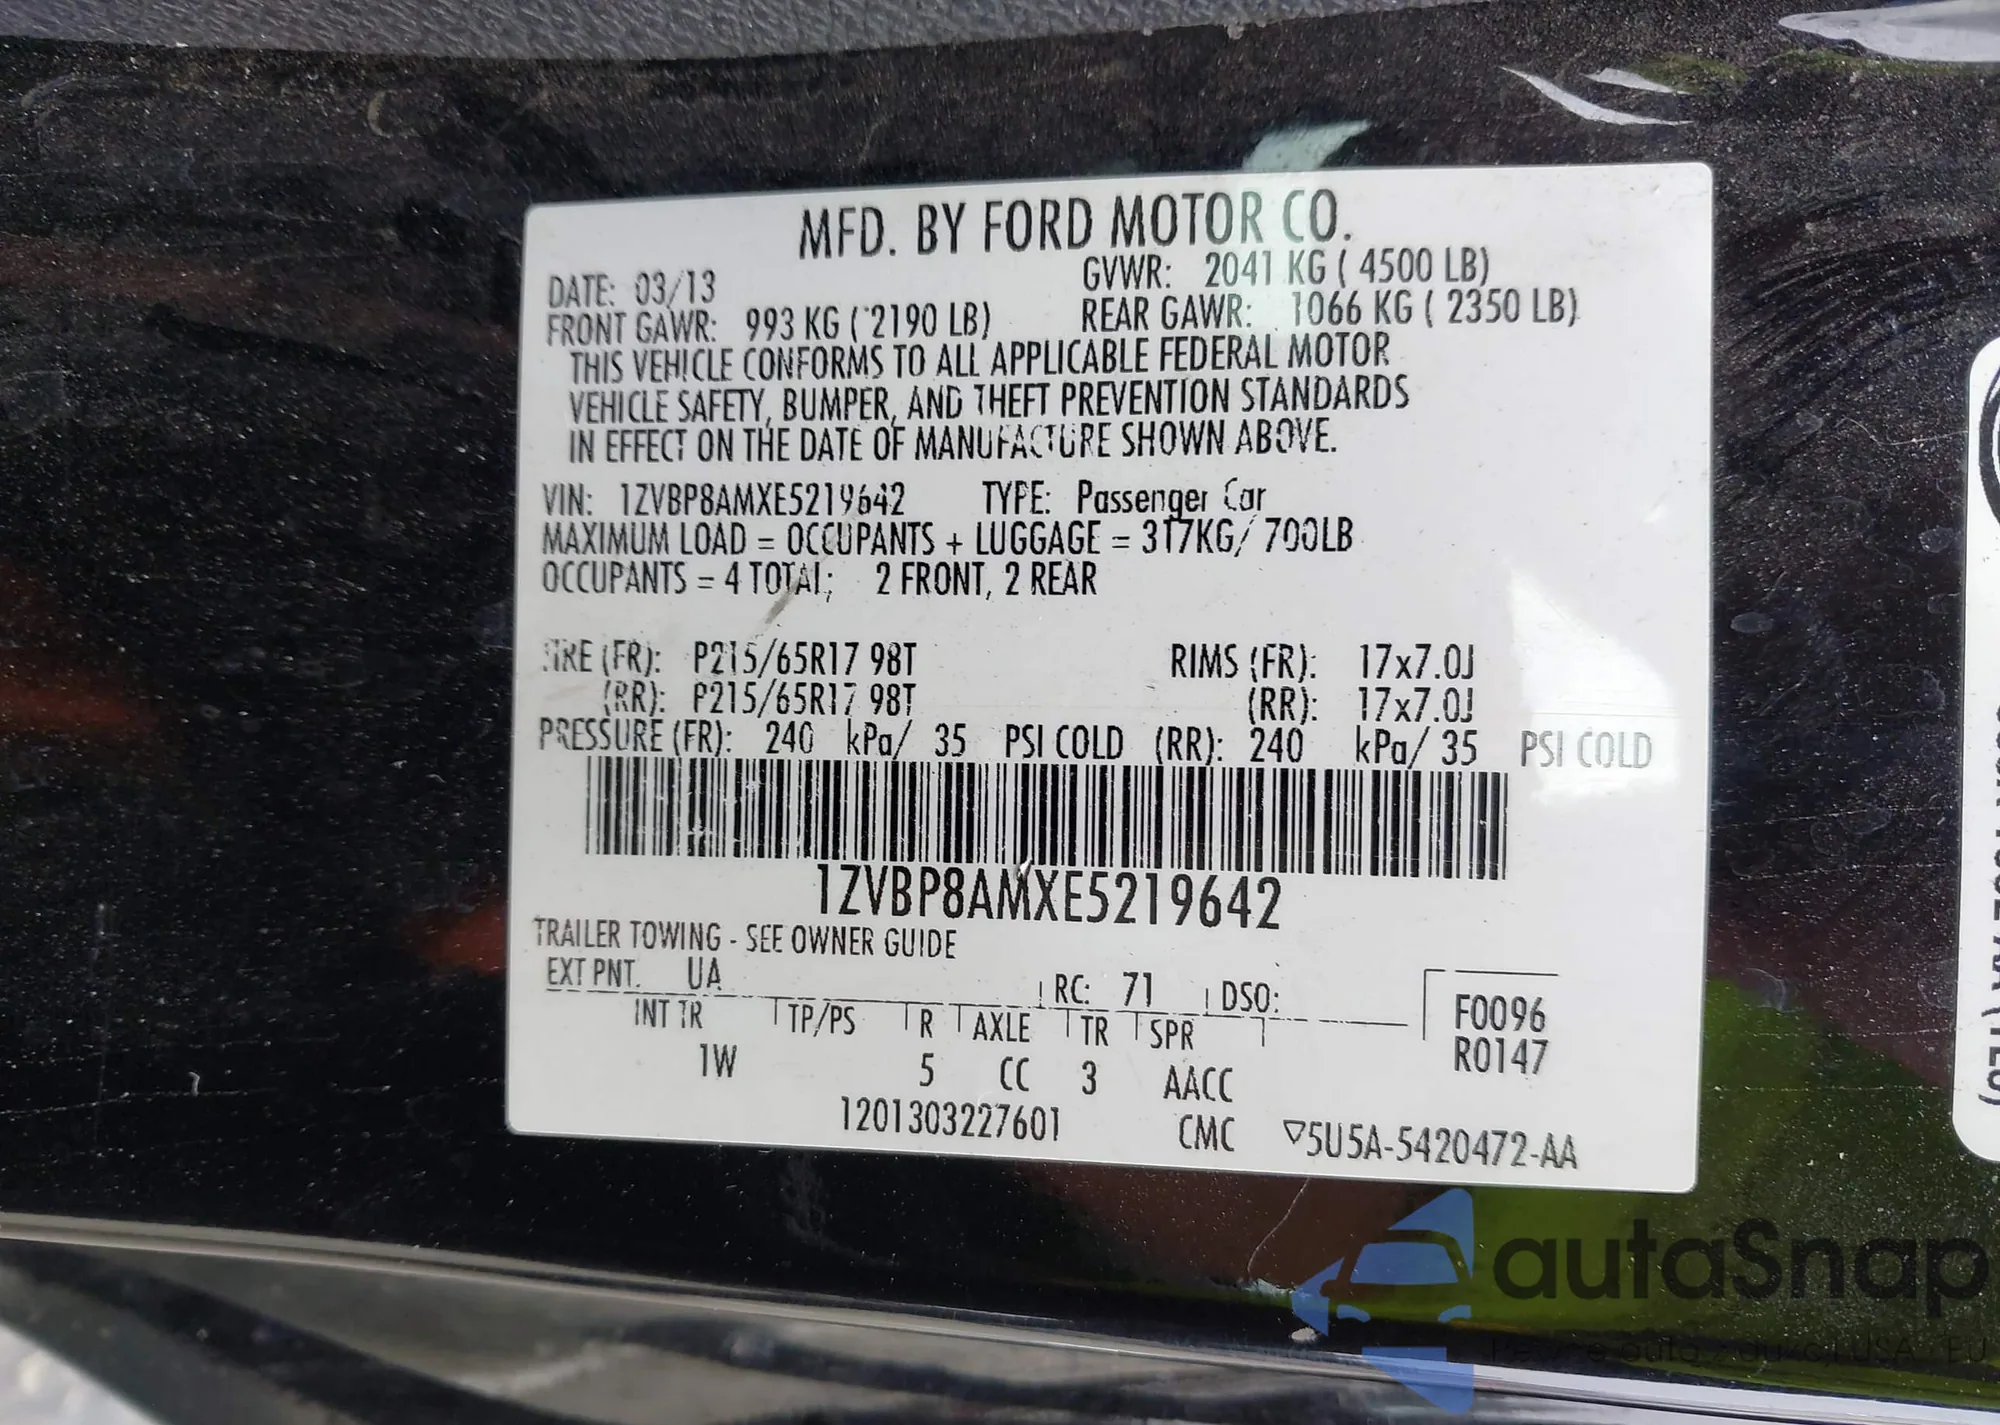 MFD. BY FORD MOTOR CO.
DATE: 03/13 GVWR: 2041 KG ( 4500 LB)
FRONT GAWR: 993 KG ( 2190 LB) REAR GAWR: 1066 KG ( 2350 LB)
THIS VEHICLE CONFORMS TO ALL APPLICABLE FEDERAL MOTOR
VEHICLE SAFETY, BUMPER, AND THEFT PREVENTION STANDARDS
IN EFFECT ON THE DATE OF MANUFACTURE SHOWN ABOVE.
VIN: 1ZVBP8AMXE5219642 TYPE: Passenger Car
MAXIMUM LOAD = OCCUPANTS + LUGGAGE = 317KG/ 700LB
OCCUPANTS = 4 TOTAL; 2 FRONT, 2 REAR
TIRE (FR): P215/65R17 98T RIMS (FR): 17x7.0J
(RR): P215/65R17 98T (RR): 17x7.0J
PRESSURE (FR): 240 kPa/ 35 PSI COLD (RR): 240 kPa/ 35 PSI COLD
1ZVBP8AMXE5219642
TRAILER TOWING - SEE OWNER GUIDE
EXT PNT. UA RC: 71 DSO:
INT TR TP/PS R AXLE TR SPR
F0096
R0147
1W 5 CC 3 AACC
1201303227601 CMC ▽5U5A-5420472-AA
autaSnap